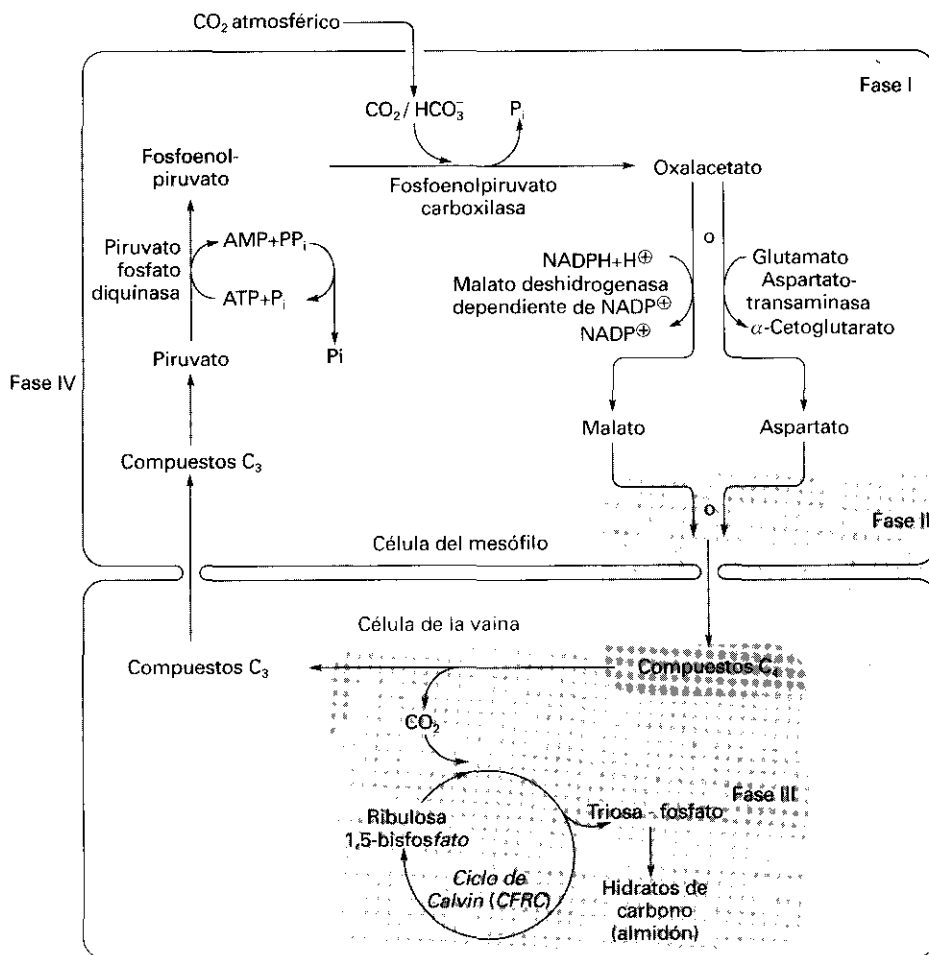 CO₂ atmosférico
Fase I
CO₂ / HCO₃⁻
Pᵢ
Fosfoenol-
piruvato
Fosfoenolpiruvato
carboxilasa
Oxalacetato
o
Piruvato
fosfato
diquinasa
AMP+PPᵢ
ATP+Pᵢ
Pi
NADPH+H⊕
Malato deshidrogenasa
dependiente de NADP⊕
NADP⊕
Glutamato
Aspartato-
transaminasa
α-Cetoglutarato
Piruvato
Fase IV
Malato
Aspartato
Compuestos C₃
o
Fase II
Célula del mesófilo
Célula de la vaina
Compuestos C₃
Compuestos C₄
CO₂
Fase III
Ribulosa
1,5-bisfosfato
Triosa - fosfato
Ciclo de
Calvin (CFRC)
Hidratos de
carbono
(almidón)